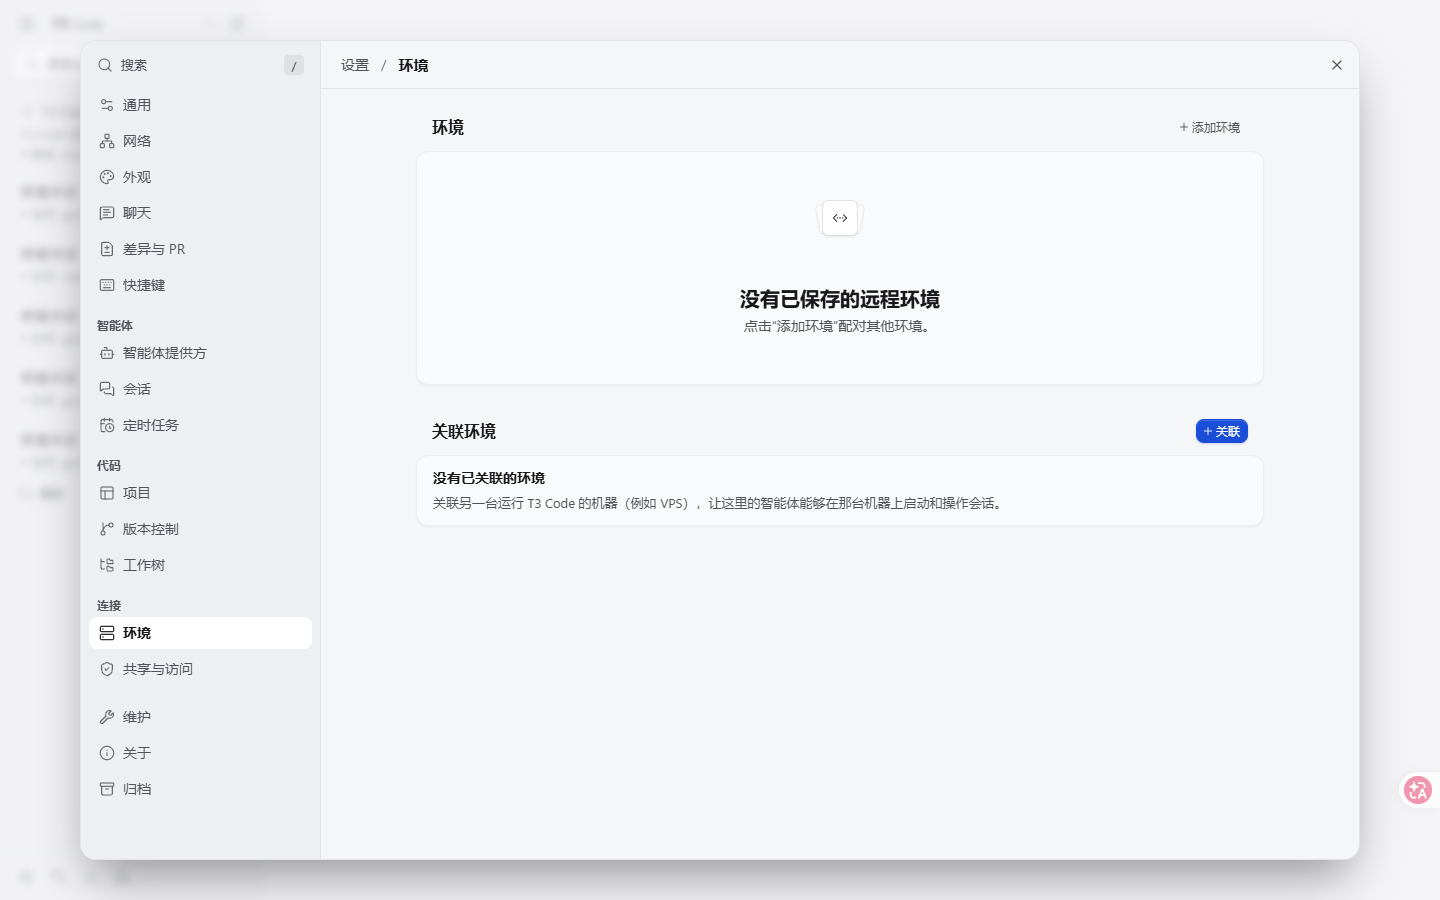 搜索 /
通用
网络
外观
聊天
差异与 PR
快捷键
智能体
智能体提供方
会话
定时任务
代码
项目
版本控制
工作树
连接
环境
共享与访问
维护
关于
归档
设置 / 环境
环境
+ 添加环境
没有已保存的远程环境
点击“添加环境”配对其他环境。
关联环境
+ 关联
没有已关联的环境
关联另一台运行 T3 Code 的机器（例如 VPS），让这里的智能体能够在那台机器上启动和操作会话。